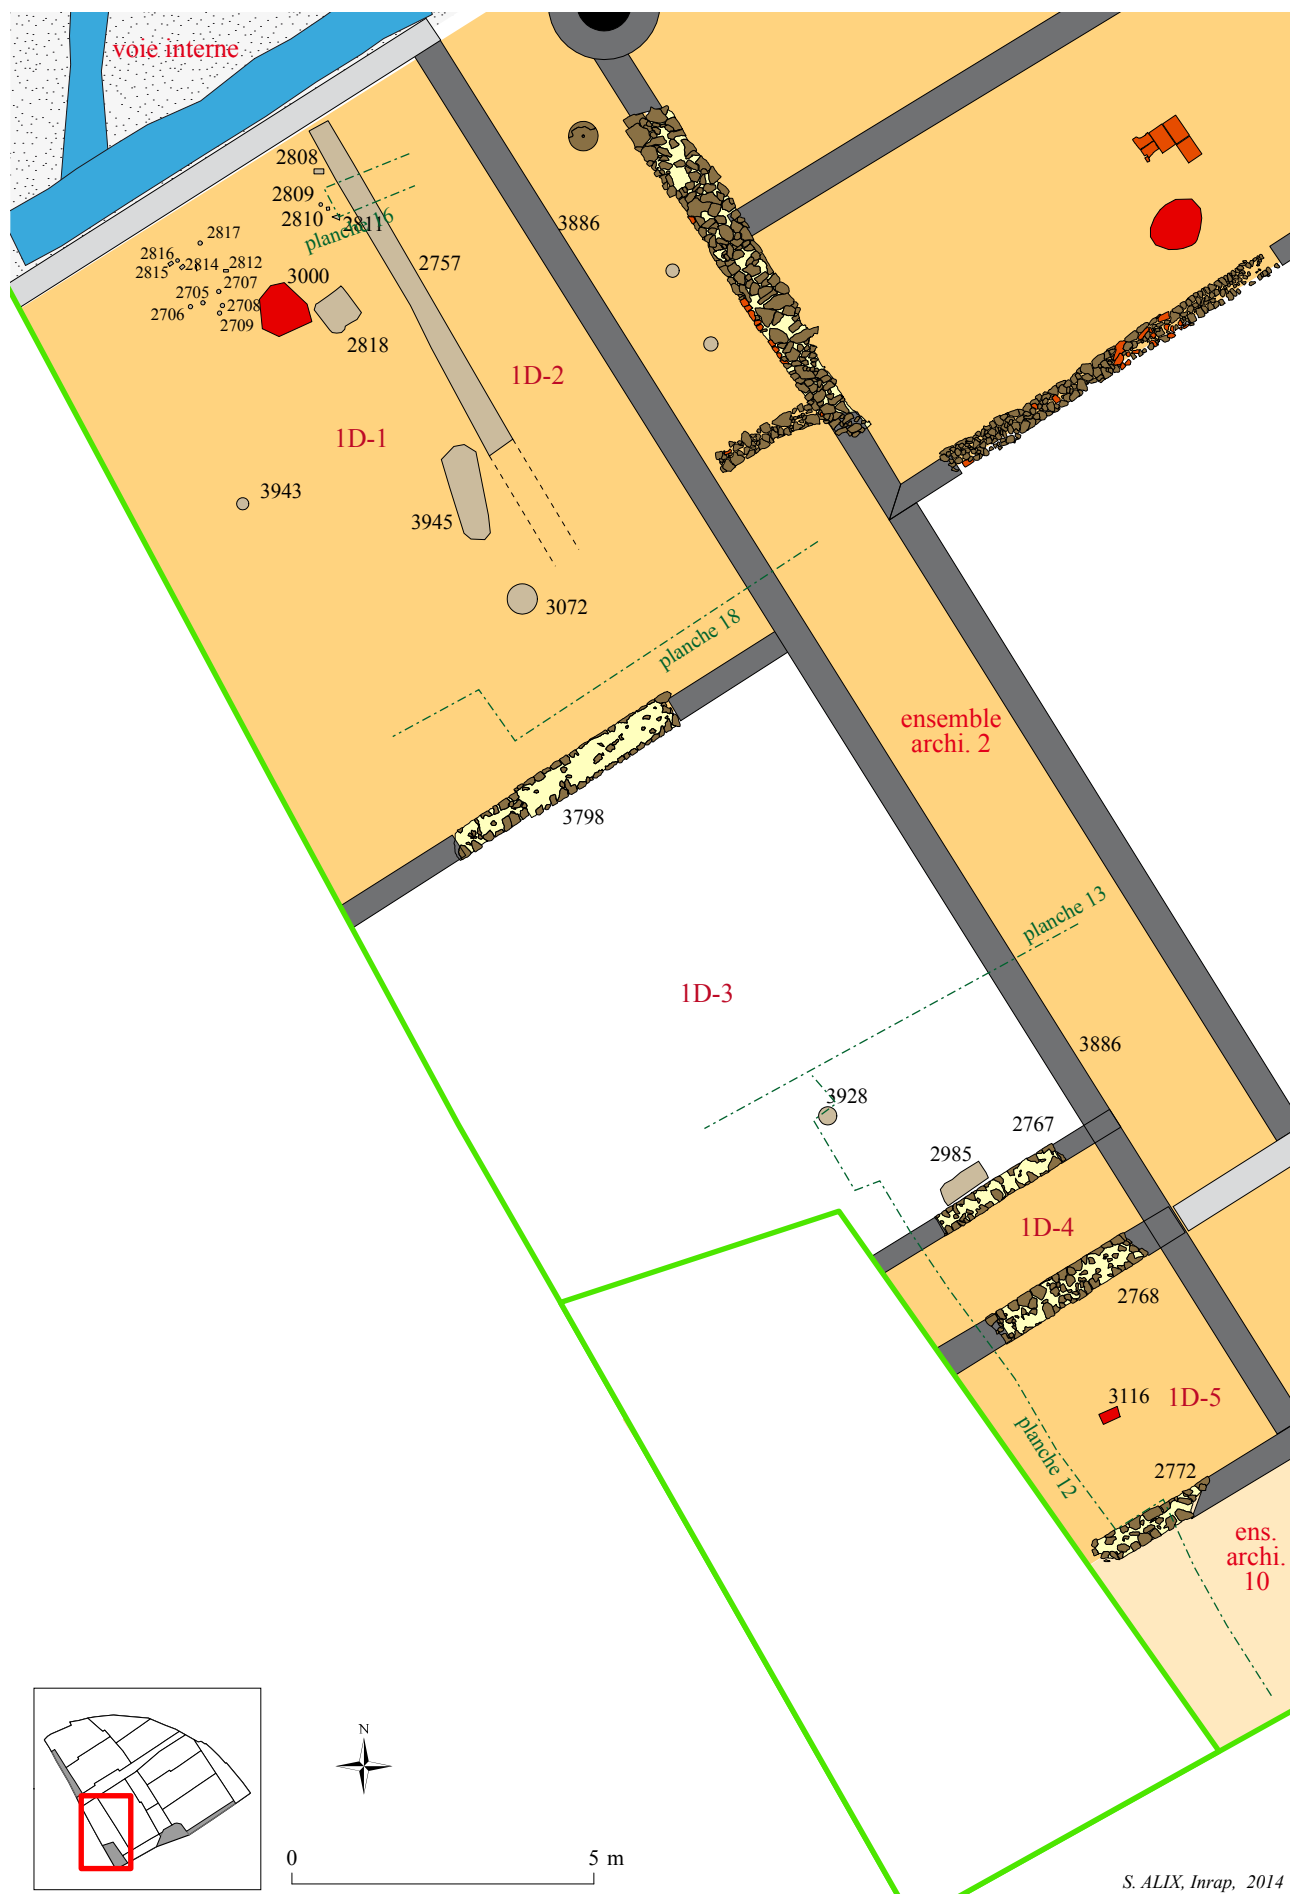 voie interne
2808
2809
2810
2811
planche 16
3886
2757
2817
2816
2815
2814
2812
2707
3000
2705
2706
2708
2709
2818
1D-2
1D-1
3943
3945
3072
planche 18
ensemble
archi. 2
3798
planche 13
1D-3
3886
3928
2767
2985
1D-4
2768
3116
1D-5
planche 12
2772
ens.
archi.
10
N
0
5 m
S. ALIX, Inrap, 2014